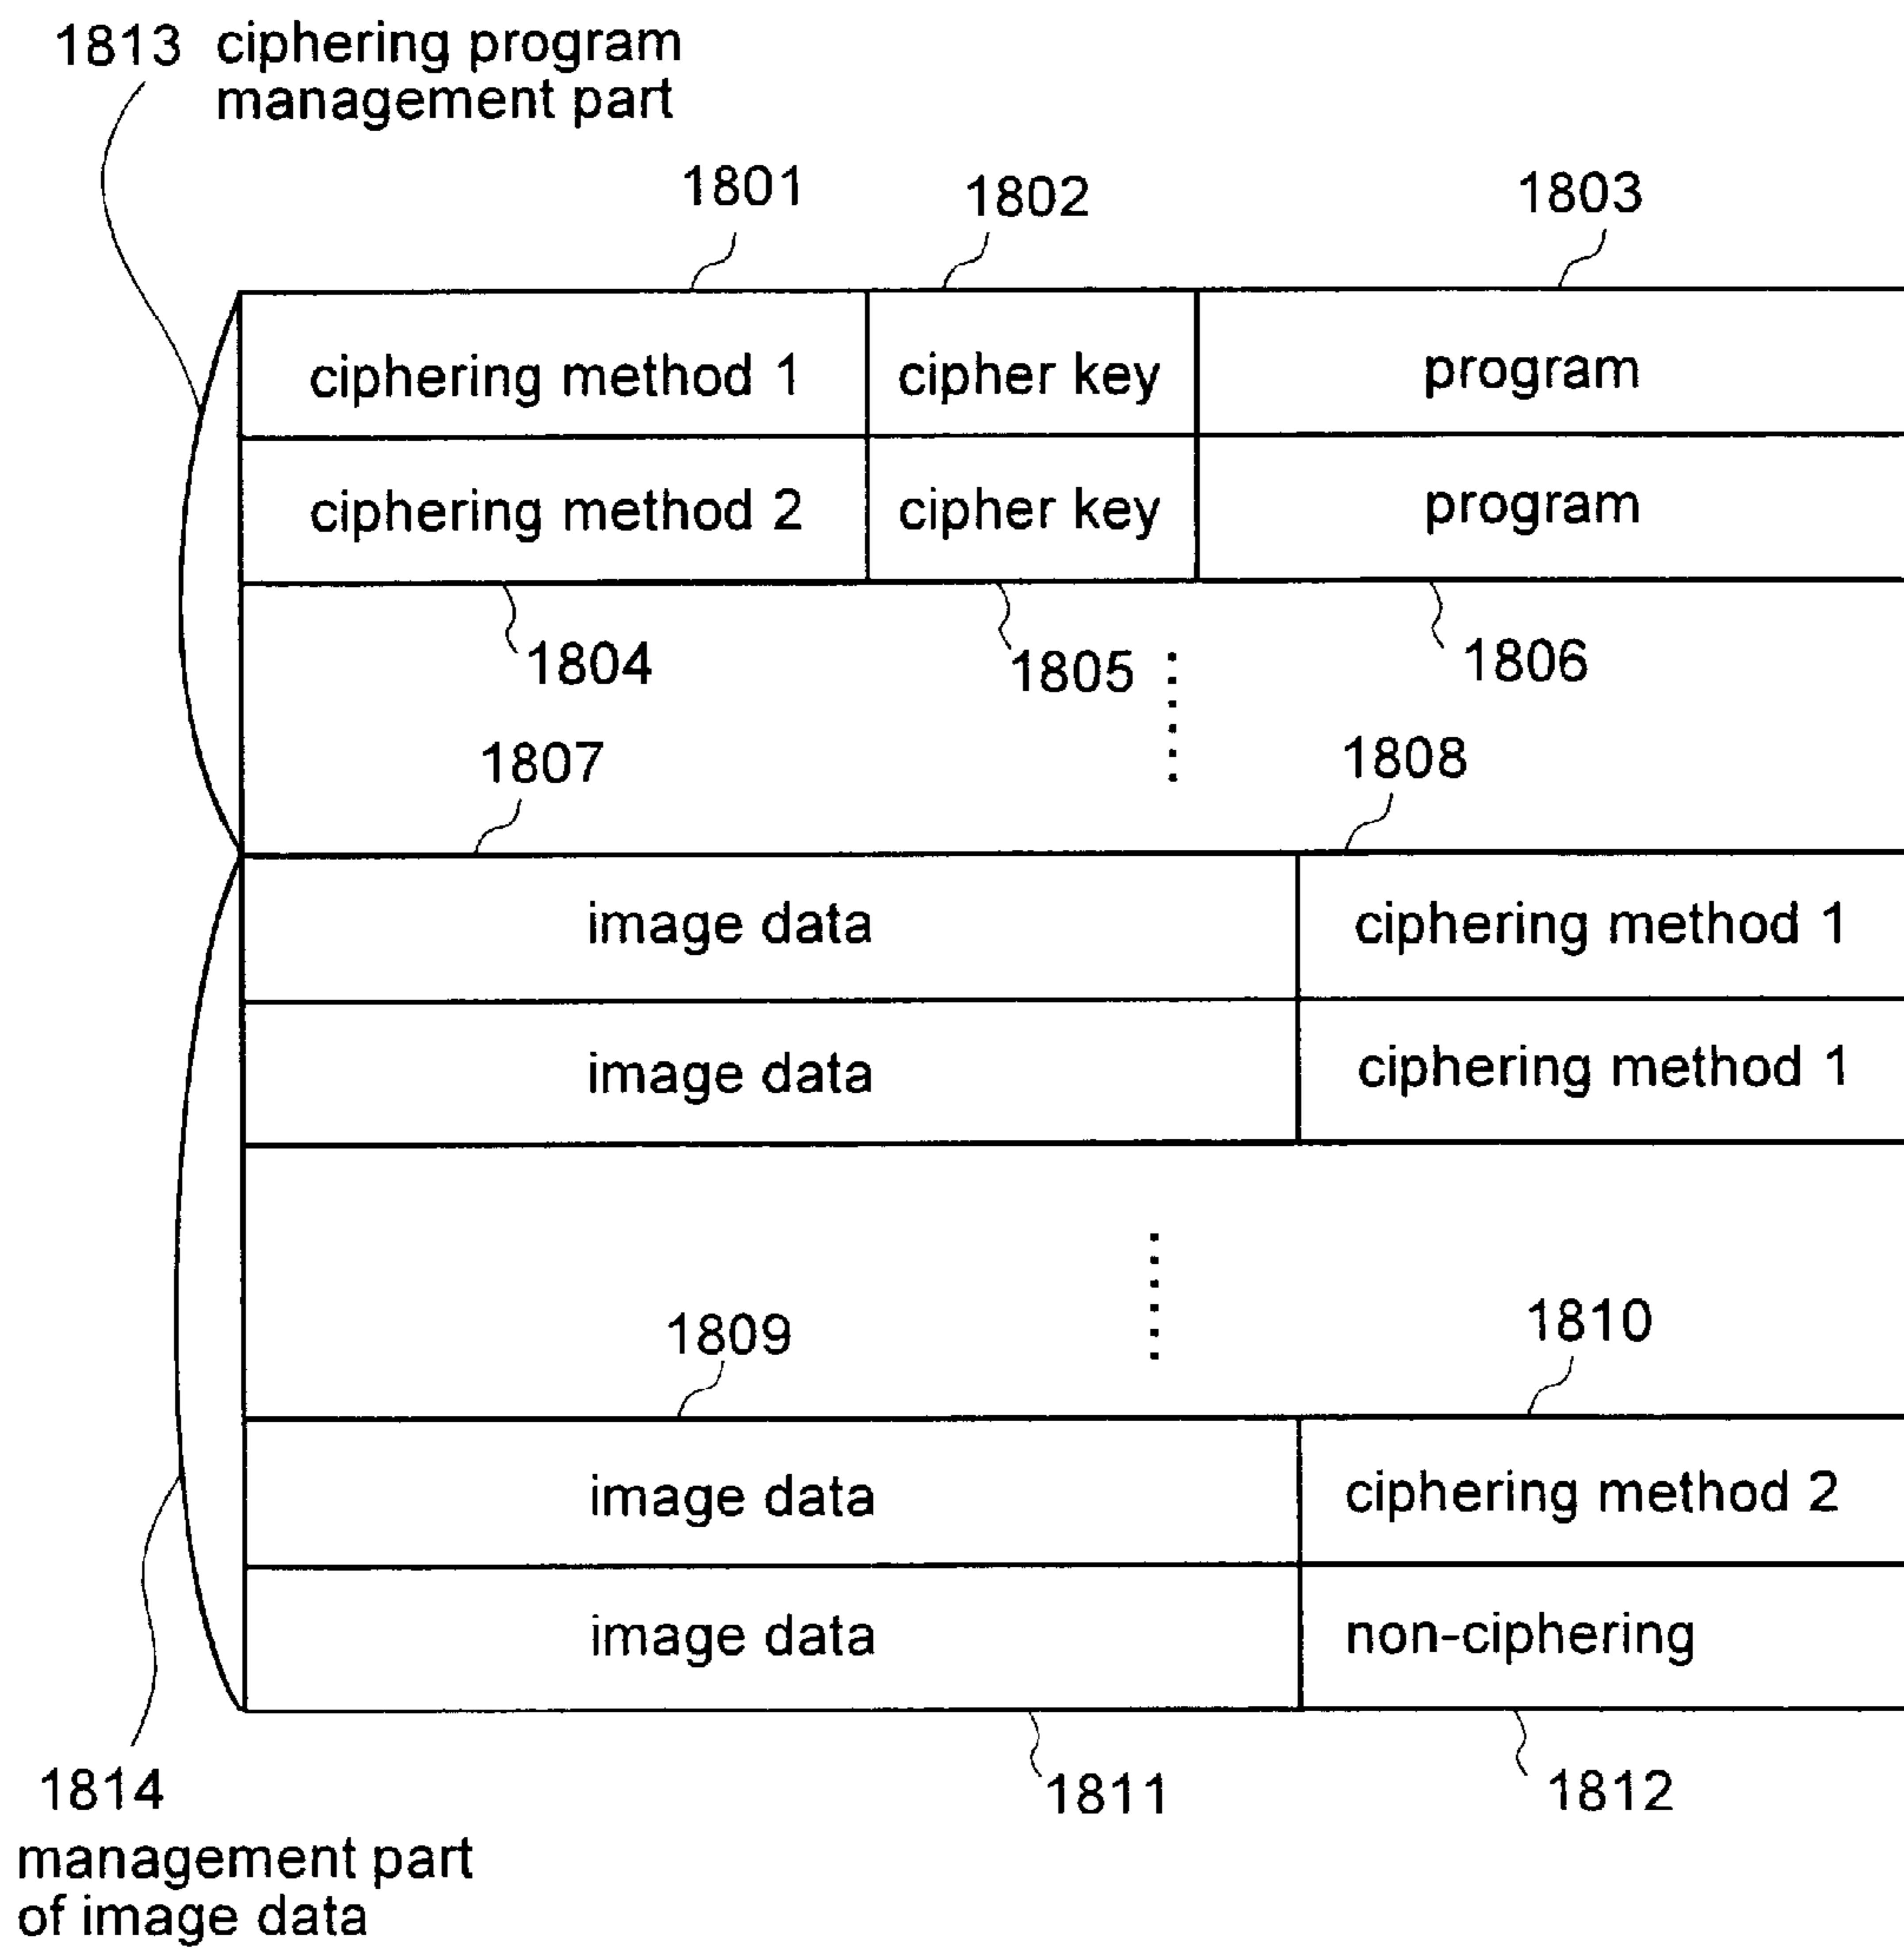 1813 ciphering program
management part
1801 1802 1803
ciphering method 1 cipher key program
ciphering method 2 cipher key program
1804 1805 1806
1807 1808
image data ciphering method 1
image data ciphering method 1
1809 1810
image data ciphering method 2
image data non-ciphering
1811 1812
1814
management part
of image data